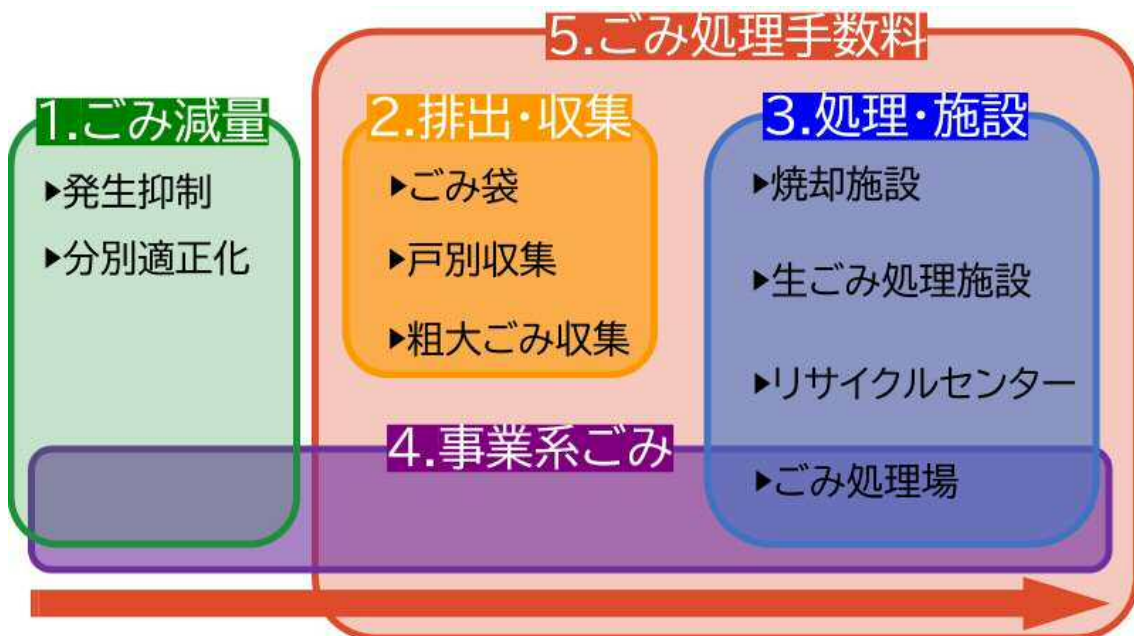 5.ごみ処理手数料
1.ごみ減量
▶発生抑制
▶分別適正化
2.排出・収集
▶ごみ袋
▶戸別収集
▶粗大ごみ収集
3.処理・施設
▶焼却施設
▶生ごみ処理施設
▶リサイクルセンター
▶ごみ処理場
4.事業系ごみ